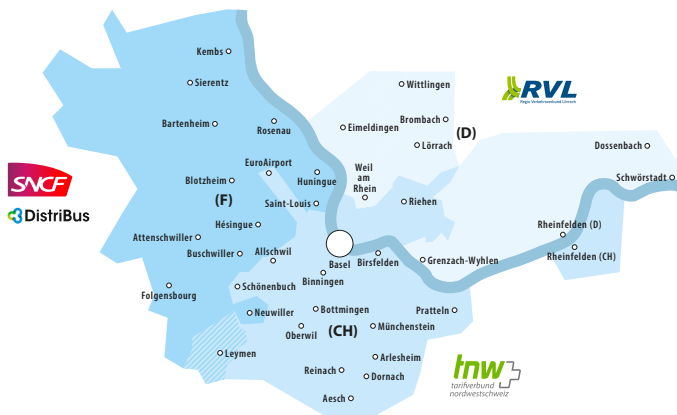 Kembs
Sierentz
Wittlingen
RVL
Regio Verkehrsverbund Lörrach
Bartenheim
Rosenau
Eimeldingen
Brombach
(D)
Lörrach
Dossenbach
EuroAirport
Weil
am
Rhein
Schwörstadt
SNCF
Blotzheim
Huningue
(F)
Saint-Louis
Riehen
DistriBus
Hésingue
Rheinfelden (D)
Attenschwiller
Buschwiller
Allschwil
Basel
Birsfelden
Grenzach-Wyhlen
Rheinfelden (CH)
Binningen
Folgensbourg
Schönenbuch
Neuwiller
Bottmingen
Pratteln
Oberwil
(CH)
Münchenstein
Leymen
Arlesheim
Reinach
Dornach
tnw
tarifverbund
nordwestschweiz
Aesch